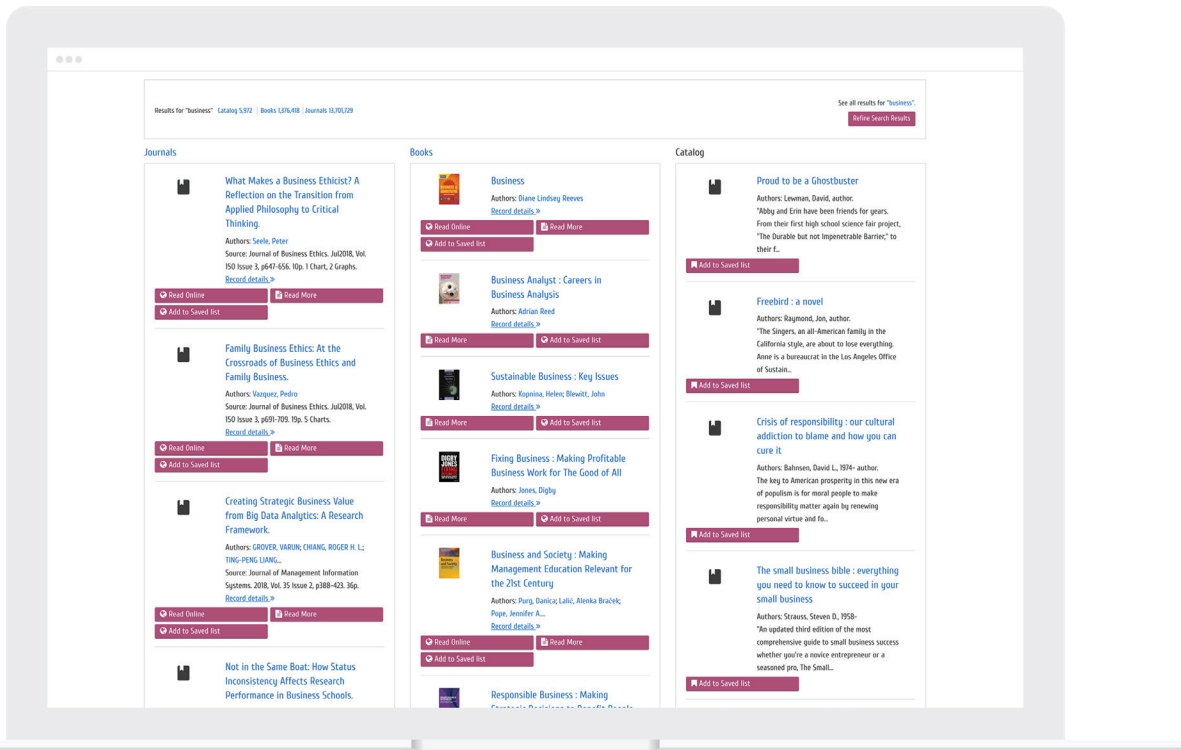 Results for "business" Catalog 5,972 | Books 1,376,418 | Journals 13,701,729
See all results for "business".
Refine Search Results
Journals
What Makes a Business Ethicist? A
Reflection on the Transition from
Applied Philosophy to Critical
Thinking.
Authors: Seele, Peter
Source: Journal of Business Ethics. Jul2018, Vol.
150 Issue 3, p647-656. 10p. 1 Chart, 2 Graphs.
Record details »
Read Online
Read More
Add to Saved list
Family Business Ethics: At the
Crossroads of Business Ethics and
Family Business.
Authors: Vazquez, Pedro
Source: Journal of Business Ethics. Jul2018, Vol.
150 Issue 3, p691-709. 19p. 5 Charts.
Record details »
Read Online
Read More
Add to Saved list
Creating Strategic Business Value
from Big Data Analytics: A Research
Framework.
Authors: GROVER, VARUN; CHIANG, ROGER H. L.;
TING-PENG LIANG...
Source: Journal of Management Information
Systems. 2018, Vol. 35 Issue 2, p388-423. 36p.
Record details »
Read Online
Read More
Add to Saved list
Not in the Same Boat: How Status
Inconsistency Affects Research
Performance in Business Schools.
Books
Business
Authors: Diane Lindsey Reeves
Record details »
Read Online
Read More
Add to Saved list
Business Analyst : Careers in
Business Analysis
Authors: Adrian Reed
Record details »
Read More
Add to Saved list
Sustainable Business : Key Issues
Authors: Kopnina, Helen; Blewitt, John
Record details »
Read More
Add to Saved list
DIGBY
JONES
Fixing Business : Making Profitable
Business Work for The Good of All
Authors: Jones, Digby
Record details »
Read More
Add to Saved list
Business and Society : Making
Management Education Relevant for
the 21st Century
Authors: Purg, Danica; Lalić, Alenka Braček;
Pope, Jennifer A...
Record details »
Read Online
Read More
Add to Saved list
Responsible Business : Making
Strategic Decisions to Benefit People
Catalog
Proud to be a Ghostbuster
Authors: Lewman, David, author.
"Abby and Erin have been friends for years.
From their first high school science fair project,
"The Durable but not Impenetrable Barrier," to
their f...
Add to Saved list
Freebird : a novel
Authors: Raymond, Jon, author.
"The Singers, an all-American family in the
California style, are about to lose everything.
Anne is a bureaucrat in the Los Angeles Office
of Sustain...
Add to Saved list
Crisis of responsibility : our cultural
addiction to blame and how you can
cure it
Authors: Bahnsen, David L., 1974- author.
The key to American prosperity in this new era
of populism is for moral people to make
responsibility matter again by renewing
personal virtue and fo...
Add to Saved list
The small business bible : everything
you need to know to succeed in your
small business
Authors: Strauss, Steven D., 1958-
"An updated third edition of the most
comprehensive guide to small business success
whether you're a novice entrepreneur or a
seasoned pro, The Small...
Add to Saved list